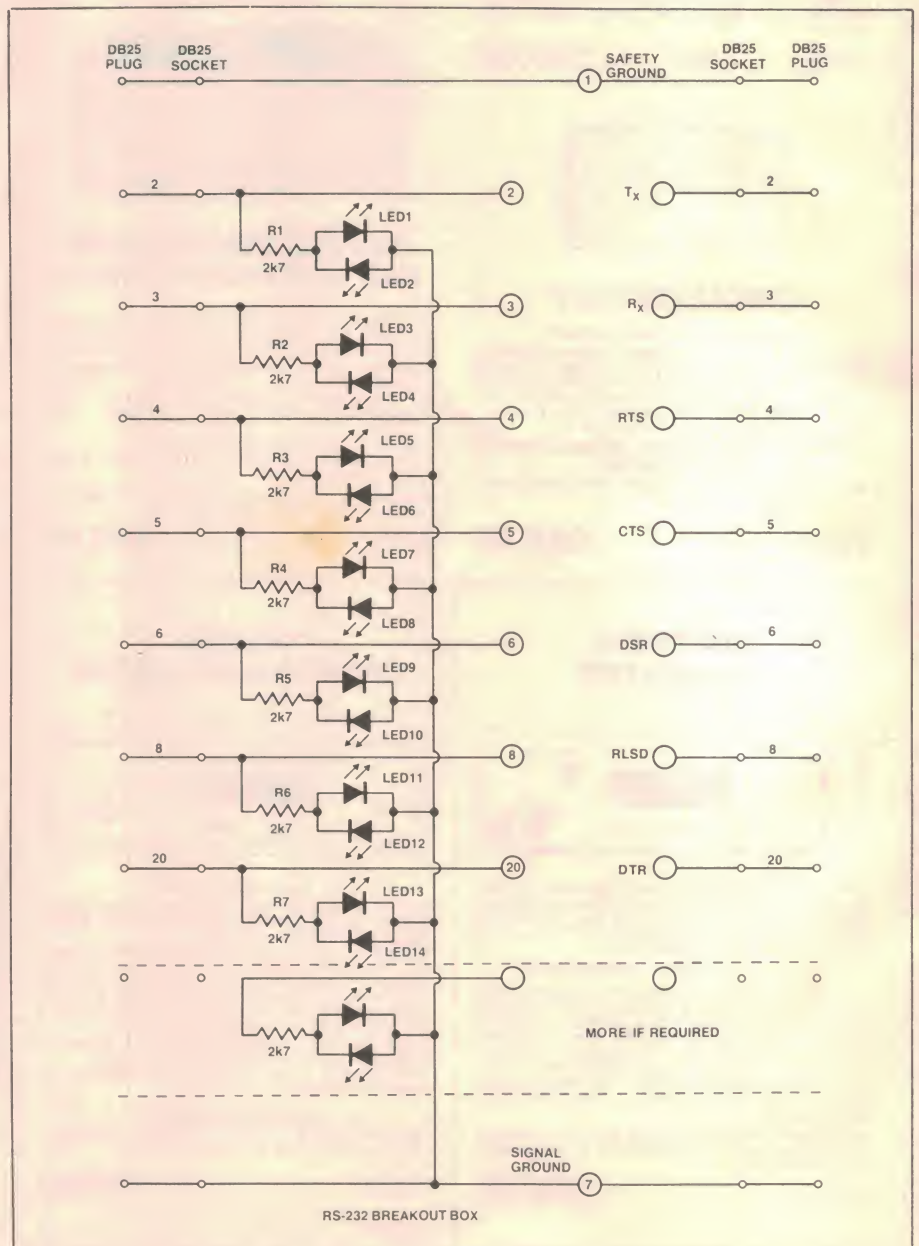 DB25
PLUG
DB25
SOCKET
SAFETY
GROUND
DB25
SOCKET
DB25
PLUG
1
2
2
Tx
2
R1
2k7
LED1
LED2
3
3
Rx
3
R2
2k7
LED3
LED4
4
4
RTS
4
R3
2k7
LED5
LED6
5
5
CTS
5
R4
2k7
LED7
LED8
6
6
DSR
6
R5
2k7
LED9
LED10
8
8
RLSD
8
R6
2k7
LED11
LED12
20
20
DTR
20
R7
2k7
LED13
LED14
2k7
MORE IF REQUIRED
SIGNAL
GROUND
7
RS-232 BREAKOUT BOX